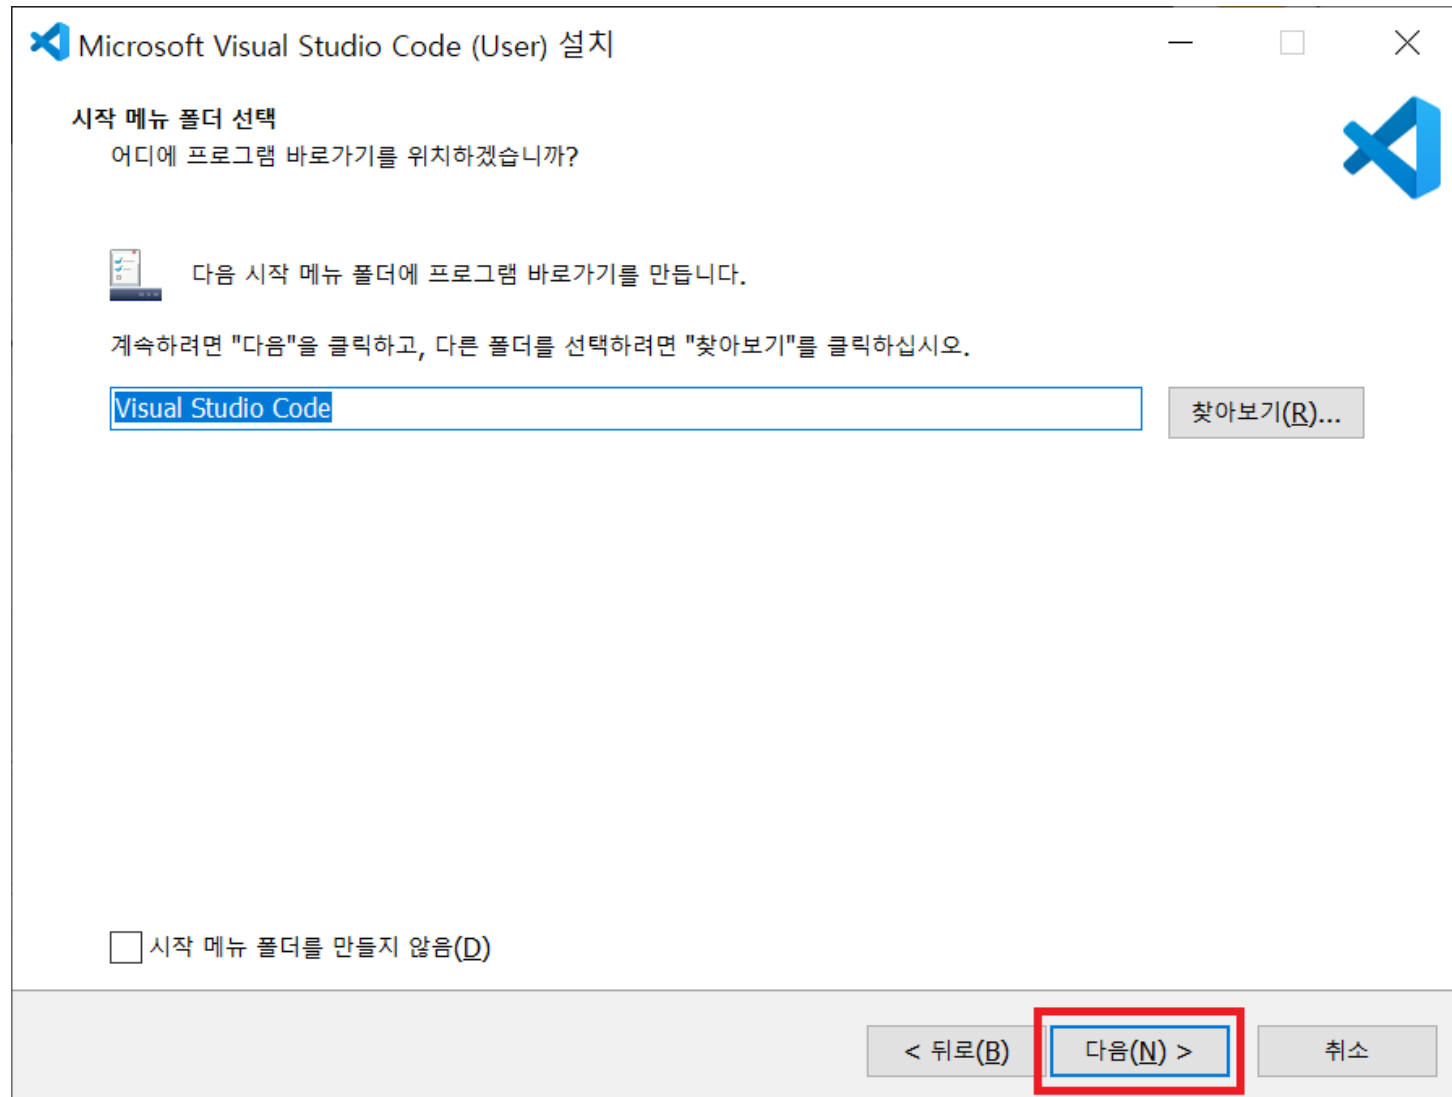 Microsoft Visual Studio Code (User) 설치
시작 메뉴 폴더 선택
어디에 프로그램 바로가기를 위치하겠습니까?
다음 시작 메뉴 폴더에 프로그램 바로가기를 만듭니다.
계속하려면 "다음"을 클릭하고, 다른 폴더를 선택하려면 "찾아보기"를 클릭하십시오.
Visual Studio Code
찾아보기(R)...
시작 메뉴 폴더를 만들지 않음(D)
< 뒤로(B)
다음(N) >
취소